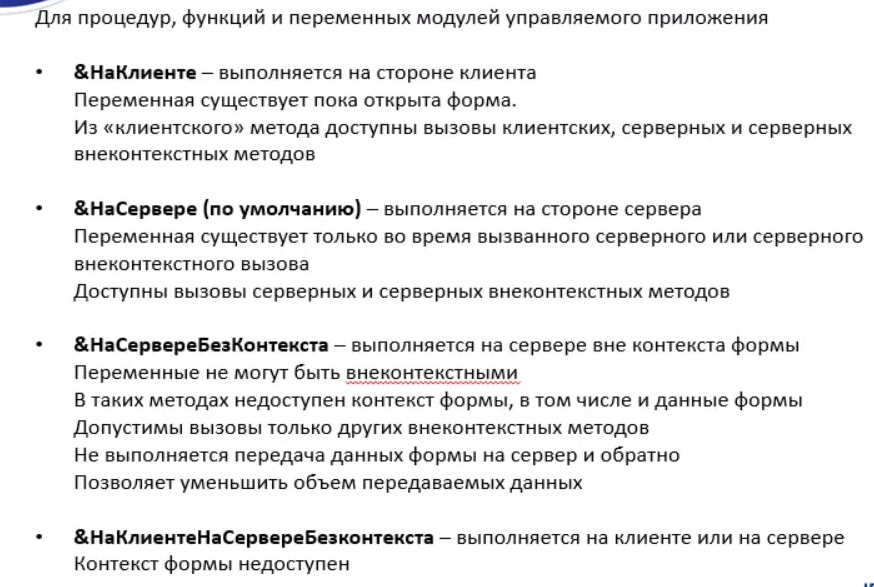 Для процедур, функций и переменных модулей управляемого приложения
• &НаКлиенте – выполняется на стороне клиента
Переменная существует пока открыта форма.
Из «клиентского» метода доступны вызовы клиентских, серверных и серверных
внеконтекстных методов
• &НаСервере (по умолчанию) – выполняется на стороне сервера
Переменная существует только во время вызванного серверного или серверного
внеконтекстного вызова
Доступны вызовы серверных и серверных внеконтекстных методов
• &НаСервереБезКонтекста – выполняется на сервере вне контекста формы
Переменные не могут быть внеконтекстными
В таких методах недоступен контекст формы, в том числе и данные формы
Допустимы вызовы только других внеконтекстных методов
Не выполняется передача данных формы на сервер и обратно
Позволяет уменьшить объем передаваемых данных
• &НаКлиентеНаСервереБезконтекста – выполняется на клиенте или на сервере
Контекст формы недоступен